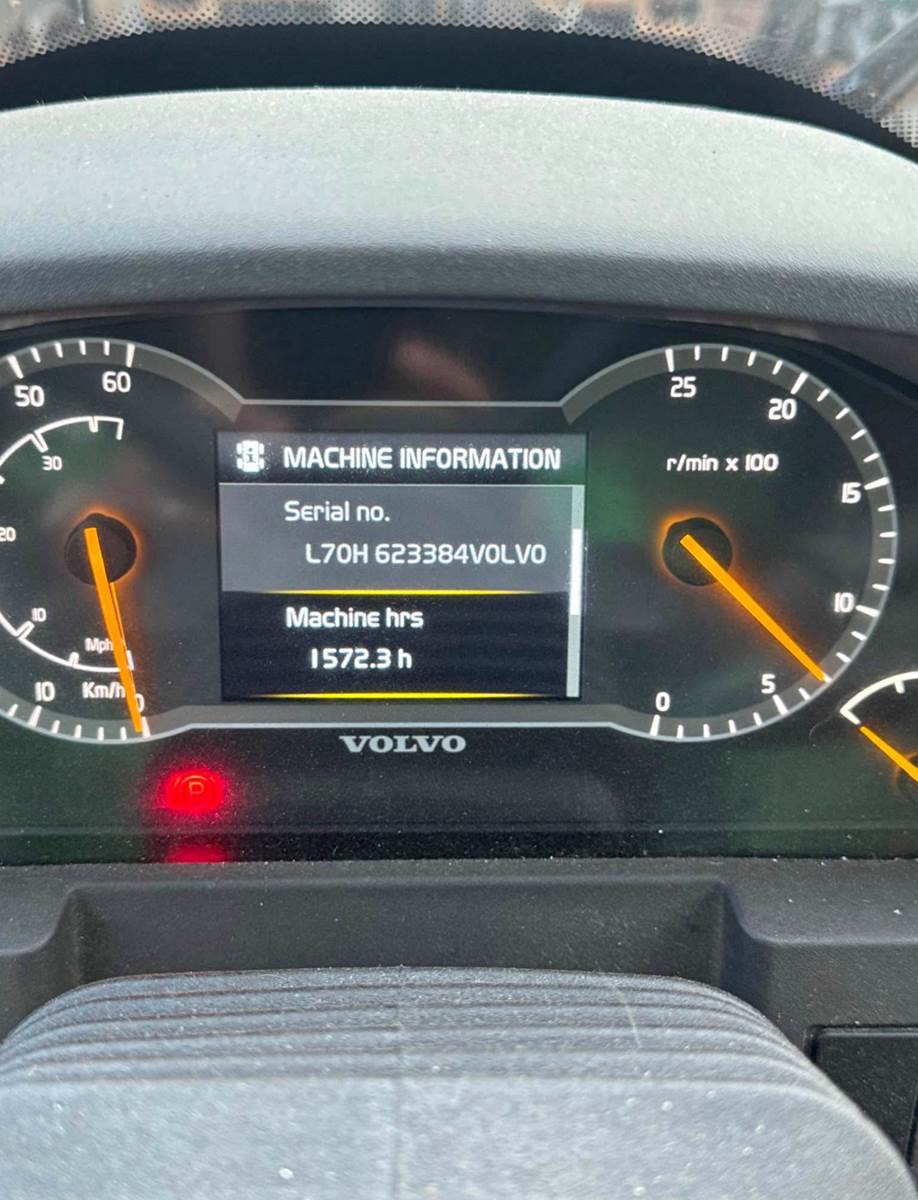 MACHINE INFORMATION
Serial no.
L70H 623384VOLVO
Machine hrs
1572.3 h
VOLVO
50
60
30
20
10
Mph
10
Km/h
0
25
20
r/min x 100
15
10
5
0
P